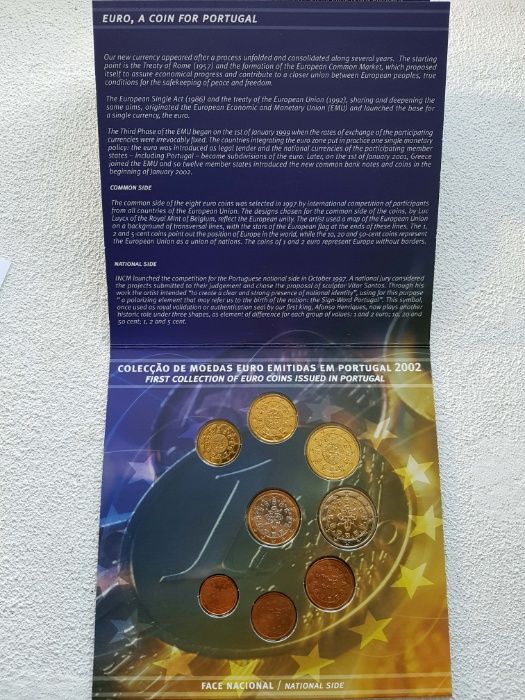 EURO, A COIN FOR PORTUGAL
Our new currency appeared after a process unfolded and consolidated along several years. The starting
point is the Treaty of Rome (1957) and the formation of the European Common Market, which proposed
itself to assure economical progress and contribute to a closer union between European peoples, true
conditions for the safekeeping of peace and freedom.
The European Single Act (1986) and the treaty of the European Union (1992), sharing and deepening the
same aims, originated the European Economic and Monetary Union (EMU) and launched the base for
a single currency, the euro.
The Third Phase of the EMU began on the 1st of January 1999 when the rates of exchange of the participating
currencies were irrevocably fixed. The countries integrating the euro zone put in practice one single monetary
policy: the euro was introduced as legal tender and the national currencies of the participating member
states - including Portugal - become subdivisions of the euro. Later, on the 1st of January 2001, Greece
joined the EMU and so twelve member states introduced the new common bank notes and coins in the
beginning of January 2002.
COMMON SIDE
The common side of the eight euro coins was selected in 1997 by international competition of participants
from all countries of the European Union. The designs chosen for the common side of the coins, by Luc
Luycx of the Royal Mint of Belgium, reflect the European unity. The artist used a map of the European Union
on a background of transversal lines, with the stars of the European flag at the ends of these lines. The 1,
2 and 5 cent coins point out the position of Europe in the world, while the 10, 20 and 50-cent coins represent
the European Union as a union of nations. The coins of 1 and 2 euro represent Europe without borders.
NATIONAL SIDE
INCM launched the competition for the Portuguese national side in October 1997. A national jury considered
the projects submitted to their judgement and chose the proposal of sculptor Vitor Santos. Through his
work the artist intended "to create a clear and strong presence of national identity", using for this purpose
"a polarizing element that may refer us to the birth of the nation: the Sign-Word Portugal". This symbol,
once used as royal validation or authentication seal by our first king, Afonso Henriques, now plays another
historic role under three shapes, as element of difference for each group of values: 1 and 2 euro; 10, 20 and
50 cent; 1, 2 and 5 cent.
COLECÇÃO DE MOEDAS EURO EMITIDAS EM PORTUGAL 2002
FIRST COLLECTION OF EURO COINS ISSUED IN PORTUGAL
FACE NACIONAL / NATIONAL SIDE